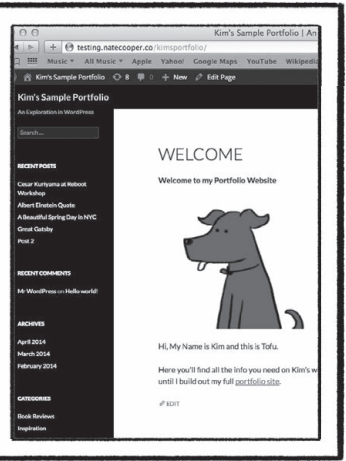 Kim's Sample Portfolio | An
testing.natecooper.co/kimsportfolio/
Music Al Music Apple Yahoo! Google Maps YouTube Wikipedia
Kim's Sample Portfolio 8 0 + New Edit Page
Kim's Sample Portfolio
An Exploration in WordPress
Search...
RECENT POSTS
Cesar Kuriyama at Reboot
Workshop
Albert Einstein Quote
A Beautiful Spring Day in NYC
Great Gatsby
Post 2
RECENT COMMENTS
Mr WordPress on Hello world!
ARCHIVES
April 2014
March 2014
February 2014
CATEGORIES
Book Reviews
Inspiration
WELCOME
Welcome to my Portfolio Website
Hi, My Name is Kim and this is Tofu.
Here you'll find all the info you need on Kim's w
until I build out my full portfolio site.
EDIT